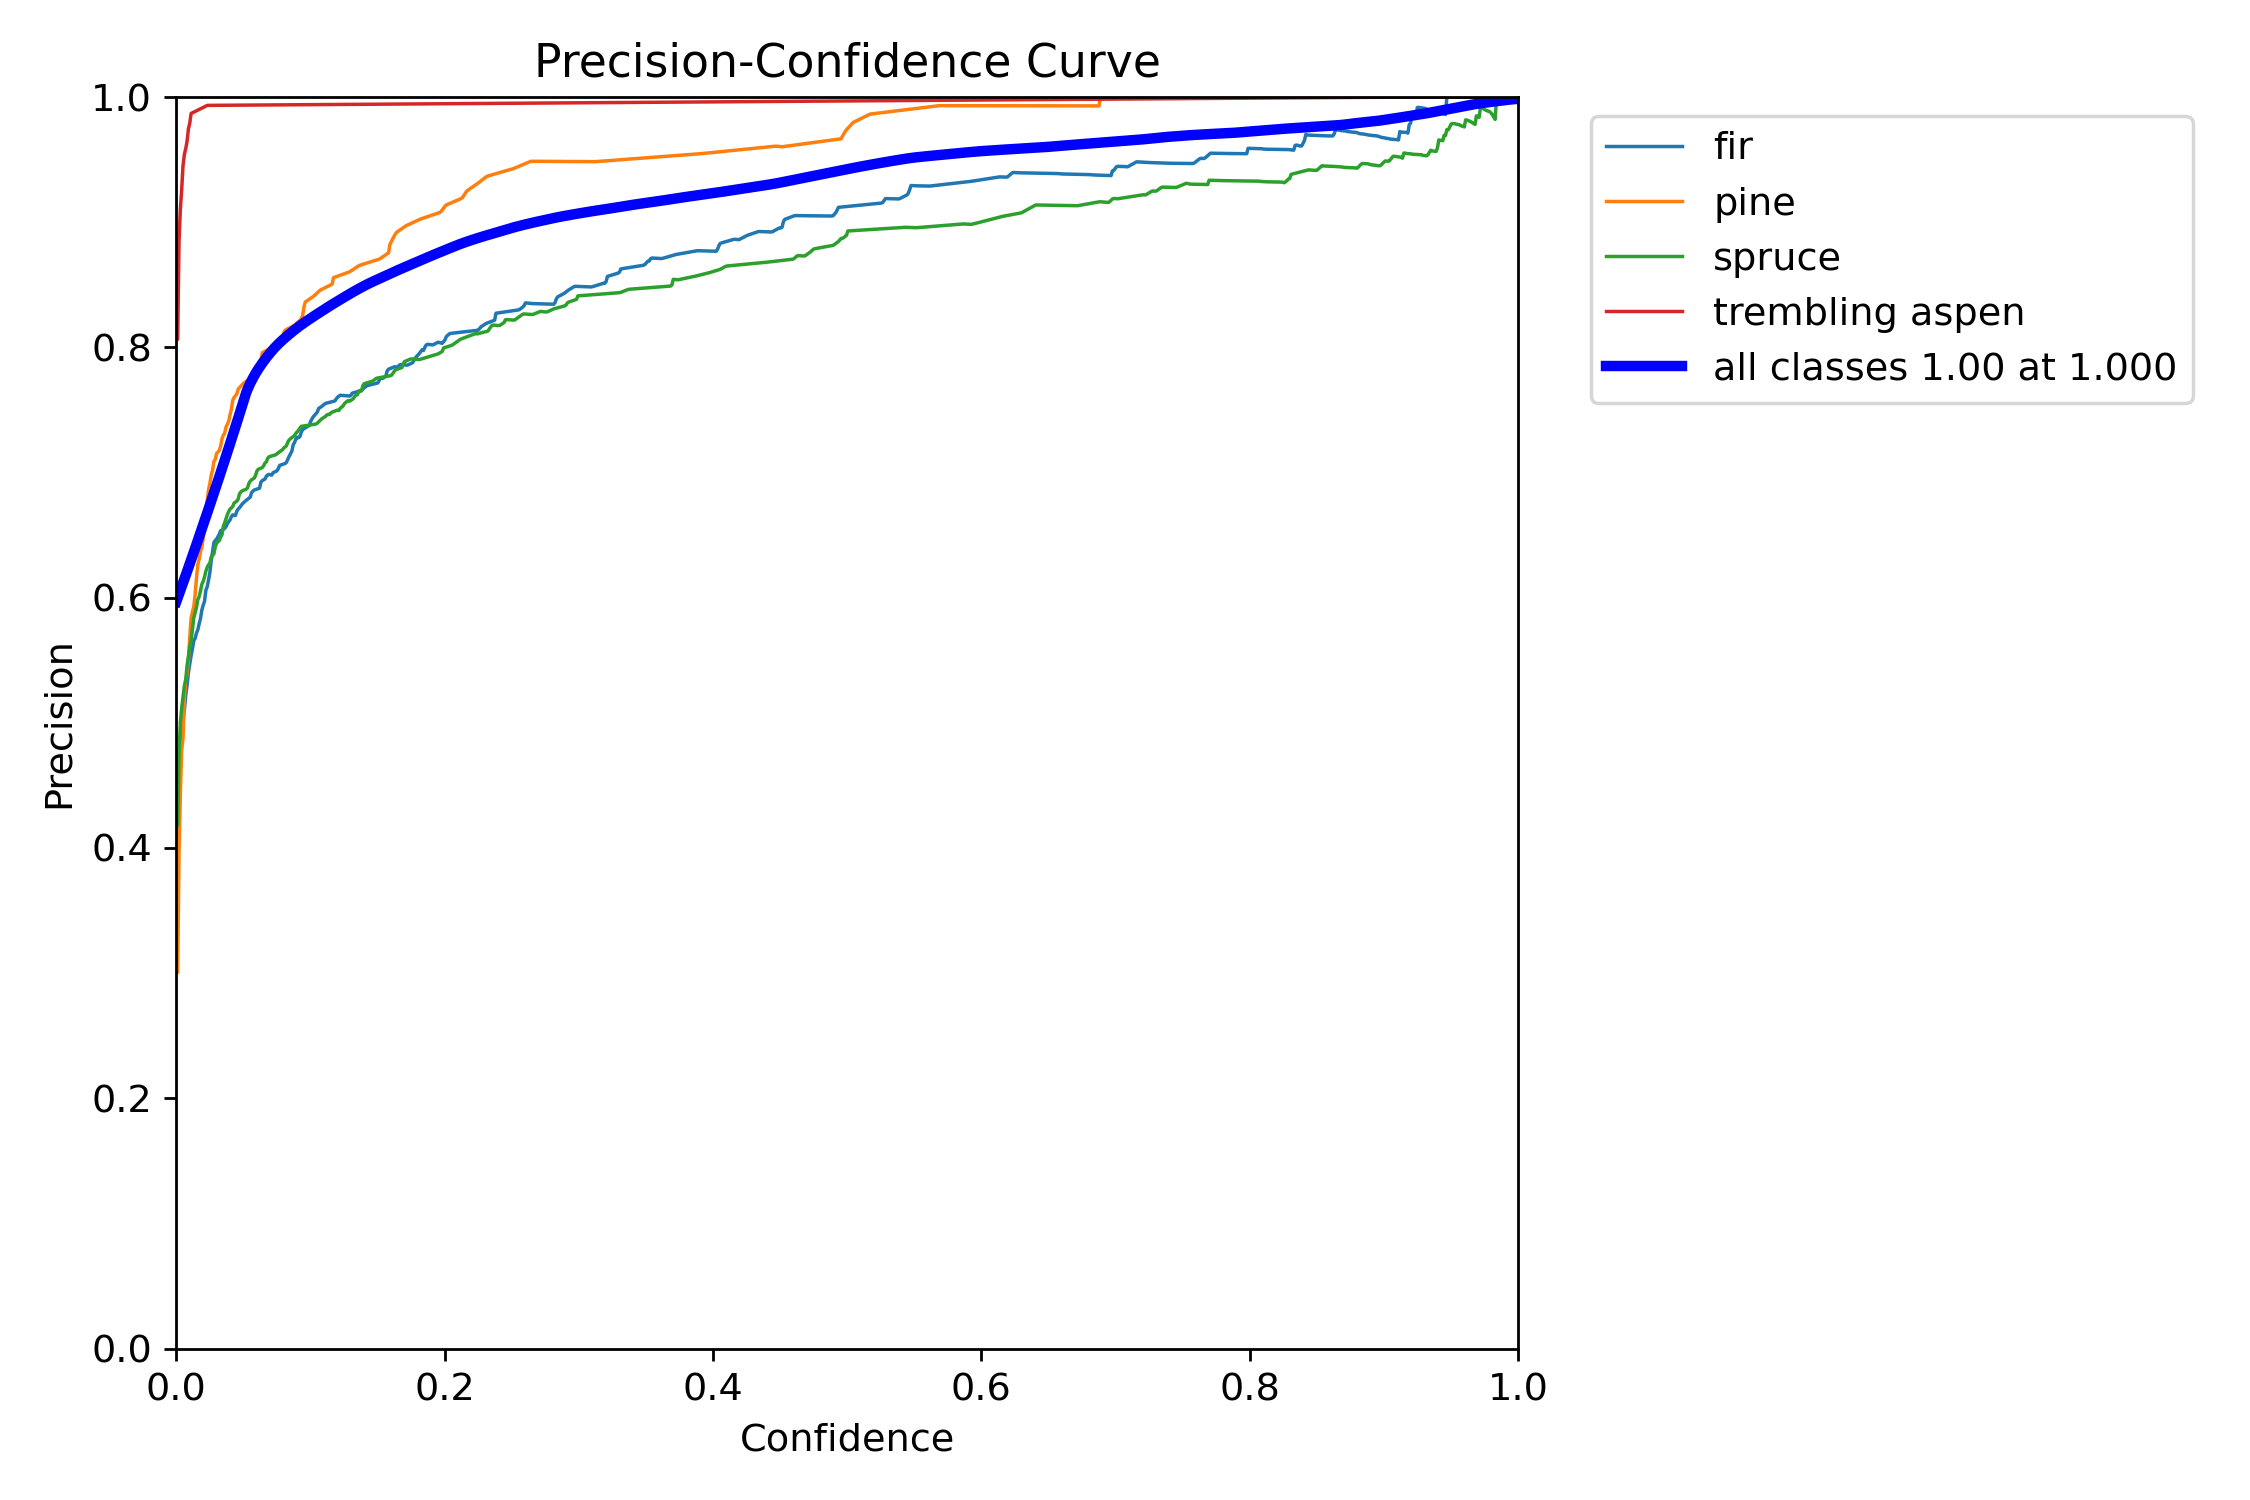 Precision-Confidence Curve
1.0
0.8
0.6
0.4
0.2
0.0
Precision
0.0 0.2 0.4 0.6 0.8 1.0
Confidence
fir
pine
spruce
trembling aspen
all classes 1.00 at 1.000